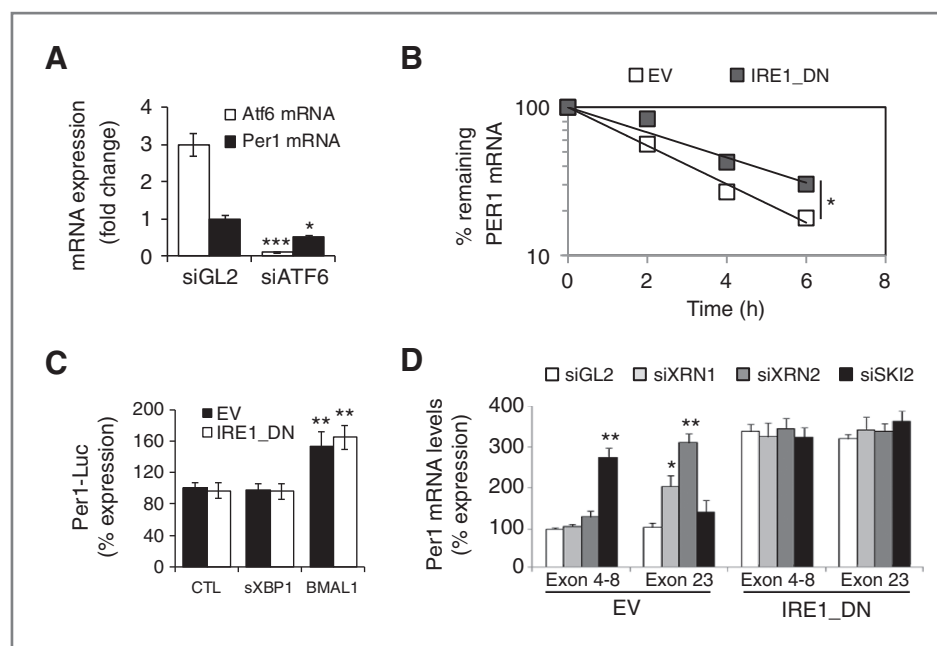 A
mRNA expression
(fold change)
4
3
2
1
0
Atf6 mRNA
Per1 mRNA
***
*
siGL2
siATF6
B
EV
IRE1_DN
% remaining
PER1 mRNA
100
10
*
0
2
4
6
8
Time (h)
C
Per1-Luc
(% expression)
200
160
120
80
40
0
EV
IRE1_DN
**
**
CTL
sXBP1
BMAL1
D
siGL2
siXRN1
siXRN2
siSKI2
Per1 mRNA levels
(% expression)
400
300
200
100
0
**
*
**
Exon 4-8
Exon 23
Exon 4-8
Exon 23
EV
IRE1_DN